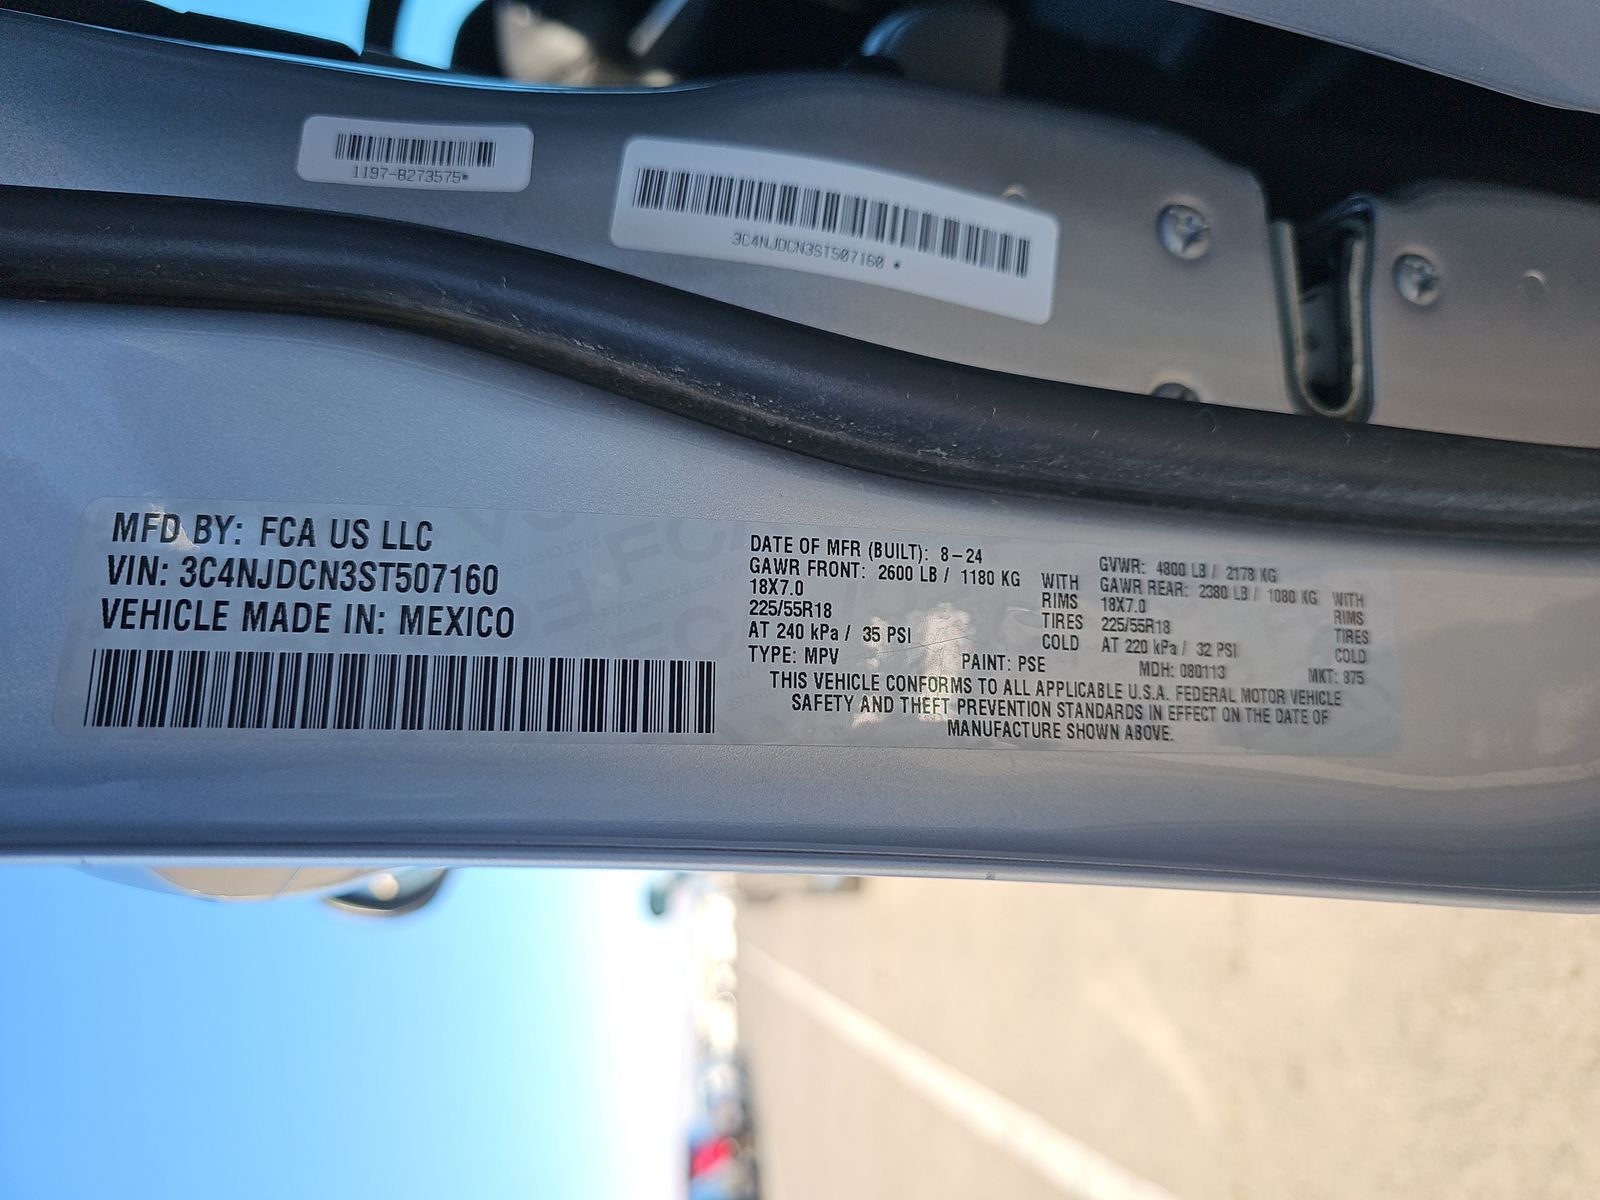 1197-8273575*
3C4NJDCN3ST507160 *
MFD BY: FCA US LLC
VIN: 3C4NJDCN3ST507160
VEHICLE MADE IN: MEXICO
DATE OF MFR (BUILT): 8-24
GAWR FRONT: 2600 LB / 1180 KG WITH
18X7.0 RIMS
225/55R18 TIRES
AT 240 kPa / 35 PSI COLD
GVWR: 4800 LB / 2178 KG
GAWR REAR: 2380 LB / 1080 KG WITH
18X7.0 RIMS
225/55R18 TIRES
AT 220 kPa / 32 PSI COLD
TYPE: MPV PAINT: PSE MDH: 080113 MKT: 875
THIS VEHICLE CONFORMS TO ALL APPLICABLE U.S.A. FEDERAL MOTOR VEHICLE
SAFETY AND THEFT PREVENTION STANDARDS IN EFFECT ON THE DATE OF
MANUFACTURE SHOWN ABOVE.